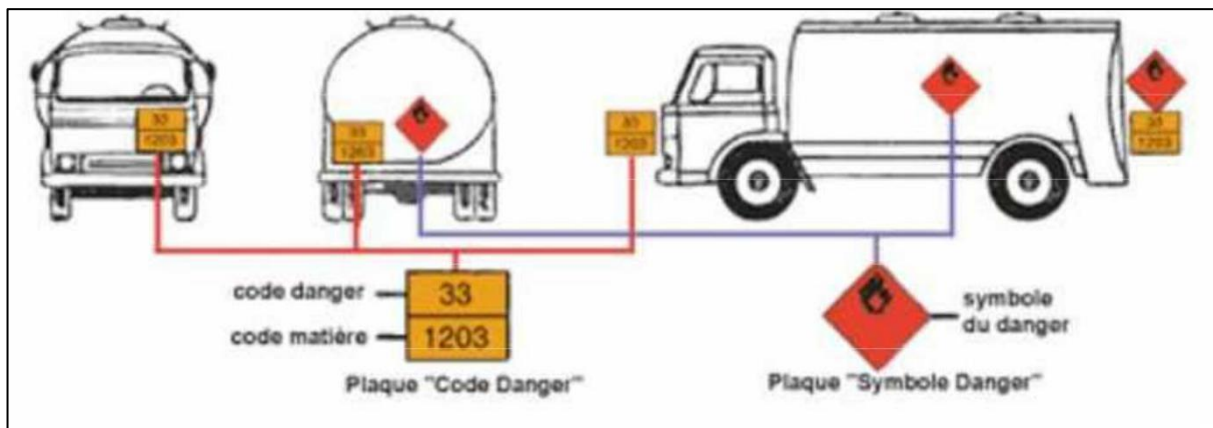 33
1203
33
1203
33
1203
33
1203
code danger
33
code matière
1203
Plaque "Code Danger"
symbole
du danger
Plaque "Symbole Danger"